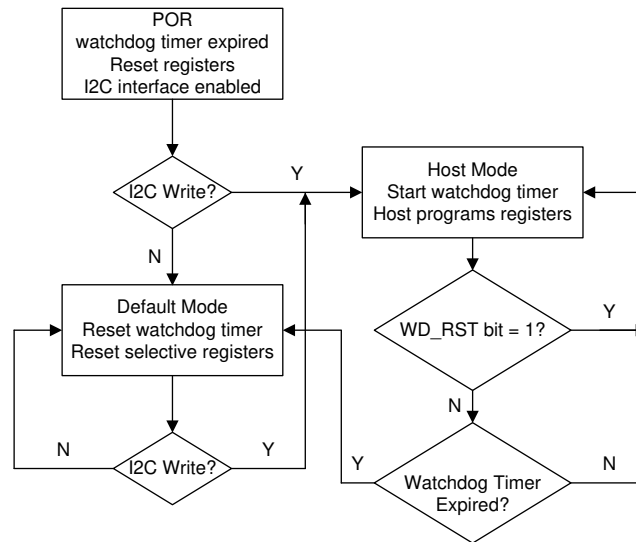 POR
watchdog timer expired
Reset registers
I2C interface enabled
I2C Write?
Y
N
Host Mode
Start watchdog timer
Host programs registers
Default Mode
Reset watchdog timer
Reset selective registers
WD_RST bit = 1?
Y
N
I2C Write?
N
Y
Watchdog Timer
Expired?
Y
N